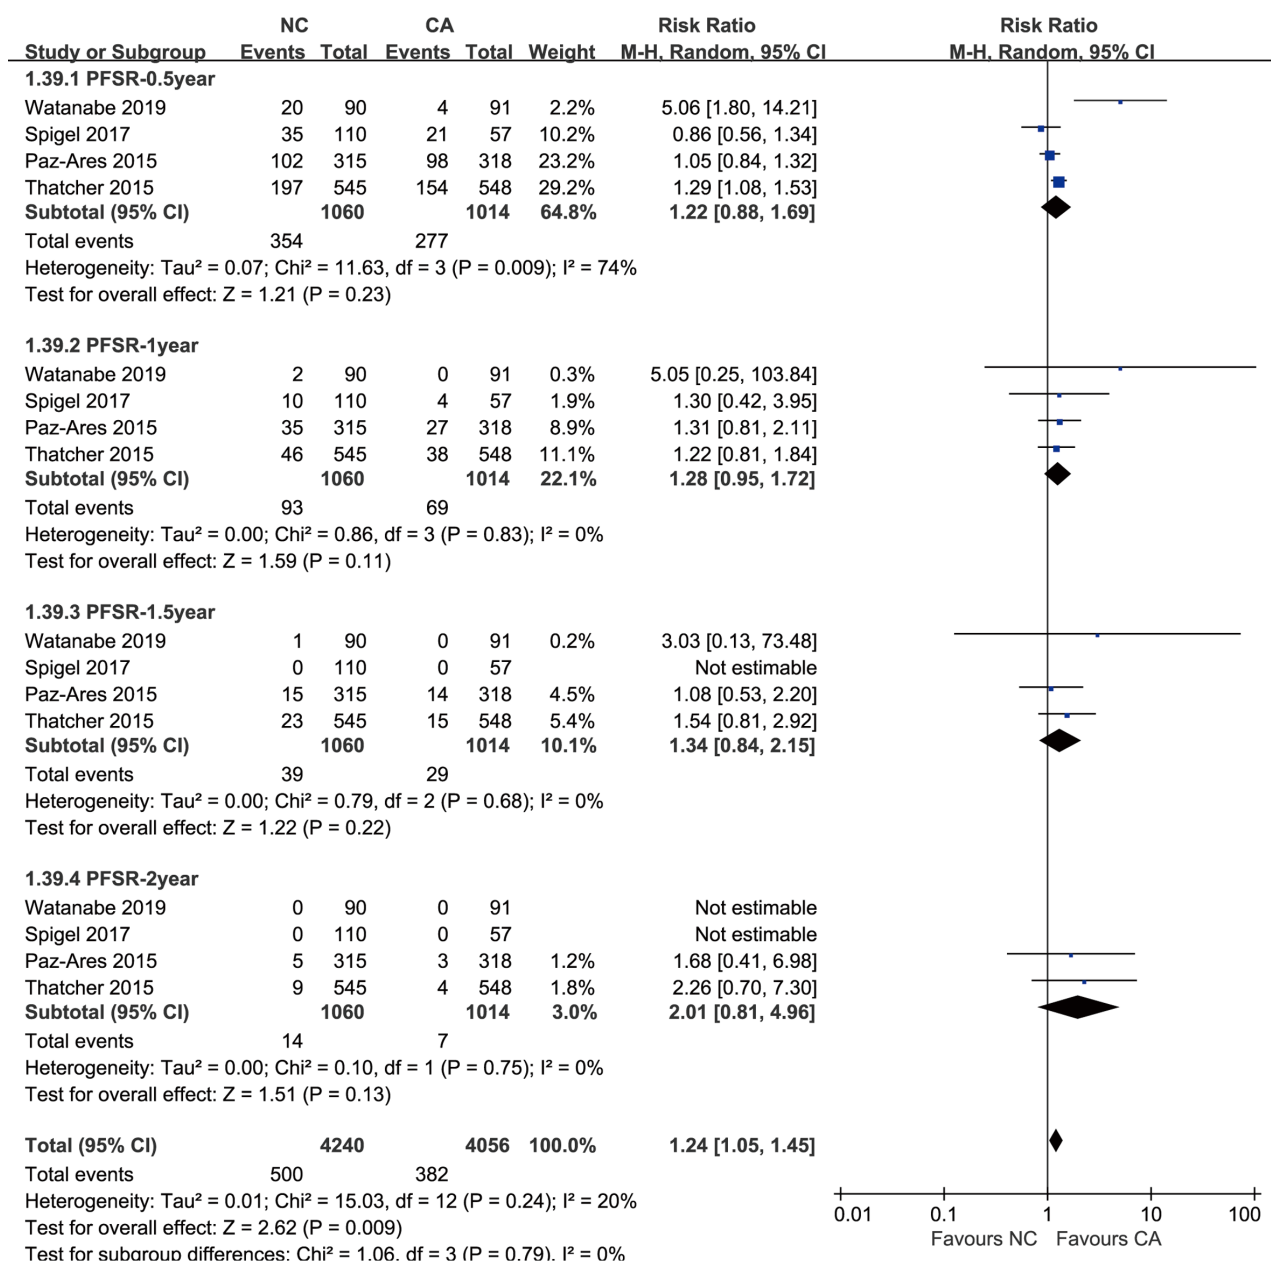 NC CA Risk Ratio Risk Ratio
Study or Subgroup Events Total Events Total Weight M-H, Random, 95% CI M-H, Random, 95% CI
1.39.1 PFSR-0.5year
Watanabe 2019 20 90 4 91 2.2% 5.06 [1.80, 14.21]
Spigel 2017 35 110 21 57 10.2% 0.86 [0.56, 1.34]
Paz-Ares 2015 102 315 98 318 23.2% 1.05 [0.84, 1.32]
Thatcher 2015 197 545 154 548 29.2% 1.29 [1.08, 1.53]
Subtotal (95% CI) 1060 1014 64.8% 1.22 [0.88, 1.69]
Total events 354 277
Heterogeneity: Tau² = 0.07; Chi² = 11.63, df = 3 (P = 0.009); I² = 74%
Test for overall effect: Z = 1.21 (P = 0.23)
1.39.2 PFSR-1year
Watanabe 2019 2 90 0 91 0.3% 5.05 [0.25, 103.84]
Spigel 2017 10 110 4 57 1.9% 1.30 [0.42, 3.95]
Paz-Ares 2015 35 315 27 318 8.9% 1.31 [0.81, 2.11]
Thatcher 2015 46 545 38 548 11.1% 1.22 [0.81, 1.84]
Subtotal (95% CI) 1060 1014 22.1% 1.28 [0.95, 1.72]
Total events 93 69
Heterogeneity: Tau² = 0.00; Chi² = 0.86, df = 3 (P = 0.83); I² = 0%
Test for overall effect: Z = 1.59 (P = 0.11)
1.39.3 PFSR-1.5year
Watanabe 2019 1 90 0 91 0.2% 3.03 [0.13, 73.48]
Spigel 2017 0 110 0 57 Not estimable
Paz-Ares 2015 15 315 14 318 4.5% 1.08 [0.53, 2.20]
Thatcher 2015 23 545 15 548 5.4% 1.54 [0.81, 2.92]
Subtotal (95% CI) 1060 1014 10.1% 1.34 [0.84, 2.15]
Total events 39 29
Heterogeneity: Tau² = 0.00; Chi² = 0.79, df = 2 (P = 0.68); I² = 0%
Test for overall effect: Z = 1.22 (P = 0.22)
1.39.4 PFSR-2year
Watanabe 2019 0 90 0 91 Not estimable
Spigel 2017 0 110 0 57 Not estimable
Paz-Ares 2015 5 315 3 318 1.2% 1.68 [0.41, 6.98]
Thatcher 2015 9 545 4 548 1.8% 2.26 [0.70, 7.30]
Subtotal (95% CI) 1060 1014 3.0% 2.01 [0.81, 4.96]
Total events 14 7
Heterogeneity: Tau² = 0.00; Chi² = 0.10, df = 1 (P = 0.75); I² = 0%
Test for overall effect: Z = 1.51 (P = 0.13)
Total (95% CI) 4240 4056 100.0% 1.24 [1.05, 1.45]
Total events 500 382
Heterogeneity: Tau² = 0.01; Chi² = 15.03, df = 12 (P = 0.24); I² = 20%
Test for overall effect: Z = 2.62 (P = 0.009)
Test for subgroup differences: Chi² = 1.06, df = 3 (P = 0.79), I² = 0%
0.01 0.1 1 10 100
Favours NC Favours CA